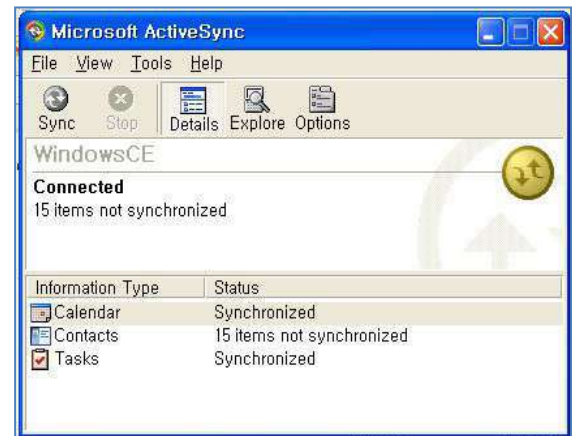 Microsoft ActiveSync
File View Tools Help
Sync Stop Details Explore Options
WindowsCE
Connected
15 items not synchronized
Information Type Status
Calendar Synchronized
Contacts 15 items not synchronized
Tasks Synchronized